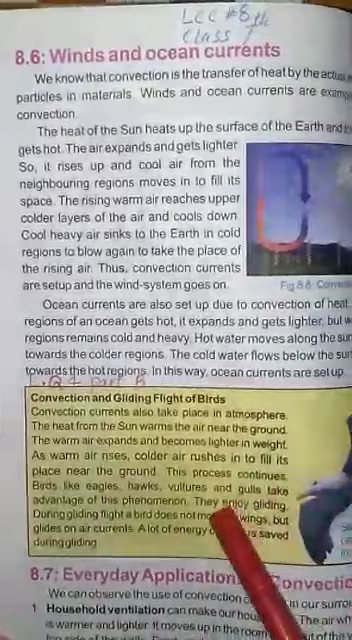 Lec #8th
Class 7
8.6: Winds and ocean currents
We know that convection is the transfer of heat by the actual
particles in materials. Winds and ocean currents are
convection.
The heat of the Sun heats up the surface of the Earth and
gets hot. The air expands and gets lighter.
So, it rises up and cool air from the
neighbouring regions moves in to fill its
space. The rising warm air reaches upper
colder layers of the air and cools down.
Cool heavy air sinks to the Earth in cold
regions to blow again to take the place of
the rising air. Thus, convection currents
are setup and the wind-system goes on.
Fig 8.8:
Ocean currents are also set up due to convection of heat.
regions of an ocean gets hot, it expands and gets lighter, but
regions remains cold and heavy. Hot water moves along the
towards the colder regions. The cold water flows below the
towards the hot regions. In this way, ocean currents are set up.
Part B
Convection and Gliding Flight of Birds
Convection currents also take place in atmosphere.
The heat from the Sun warms the air near the ground.
The warm air expands and becomes lighter in weight.
As warm air rises, colder air rushes in to fill its
place near the ground. This process continues.
Birds like eagles, hawks, vultures and gulls take
advantage of this phenomenon. They enjoy gliding.
During gliding flight a bird does not wings, but
glides on air currents. A lot of energy saved
during gliding
8.7: Everyday Application
We can observe the use of convection in our
1 Household ventilation can make our The air
is warmer and lighter. It moves up in the room